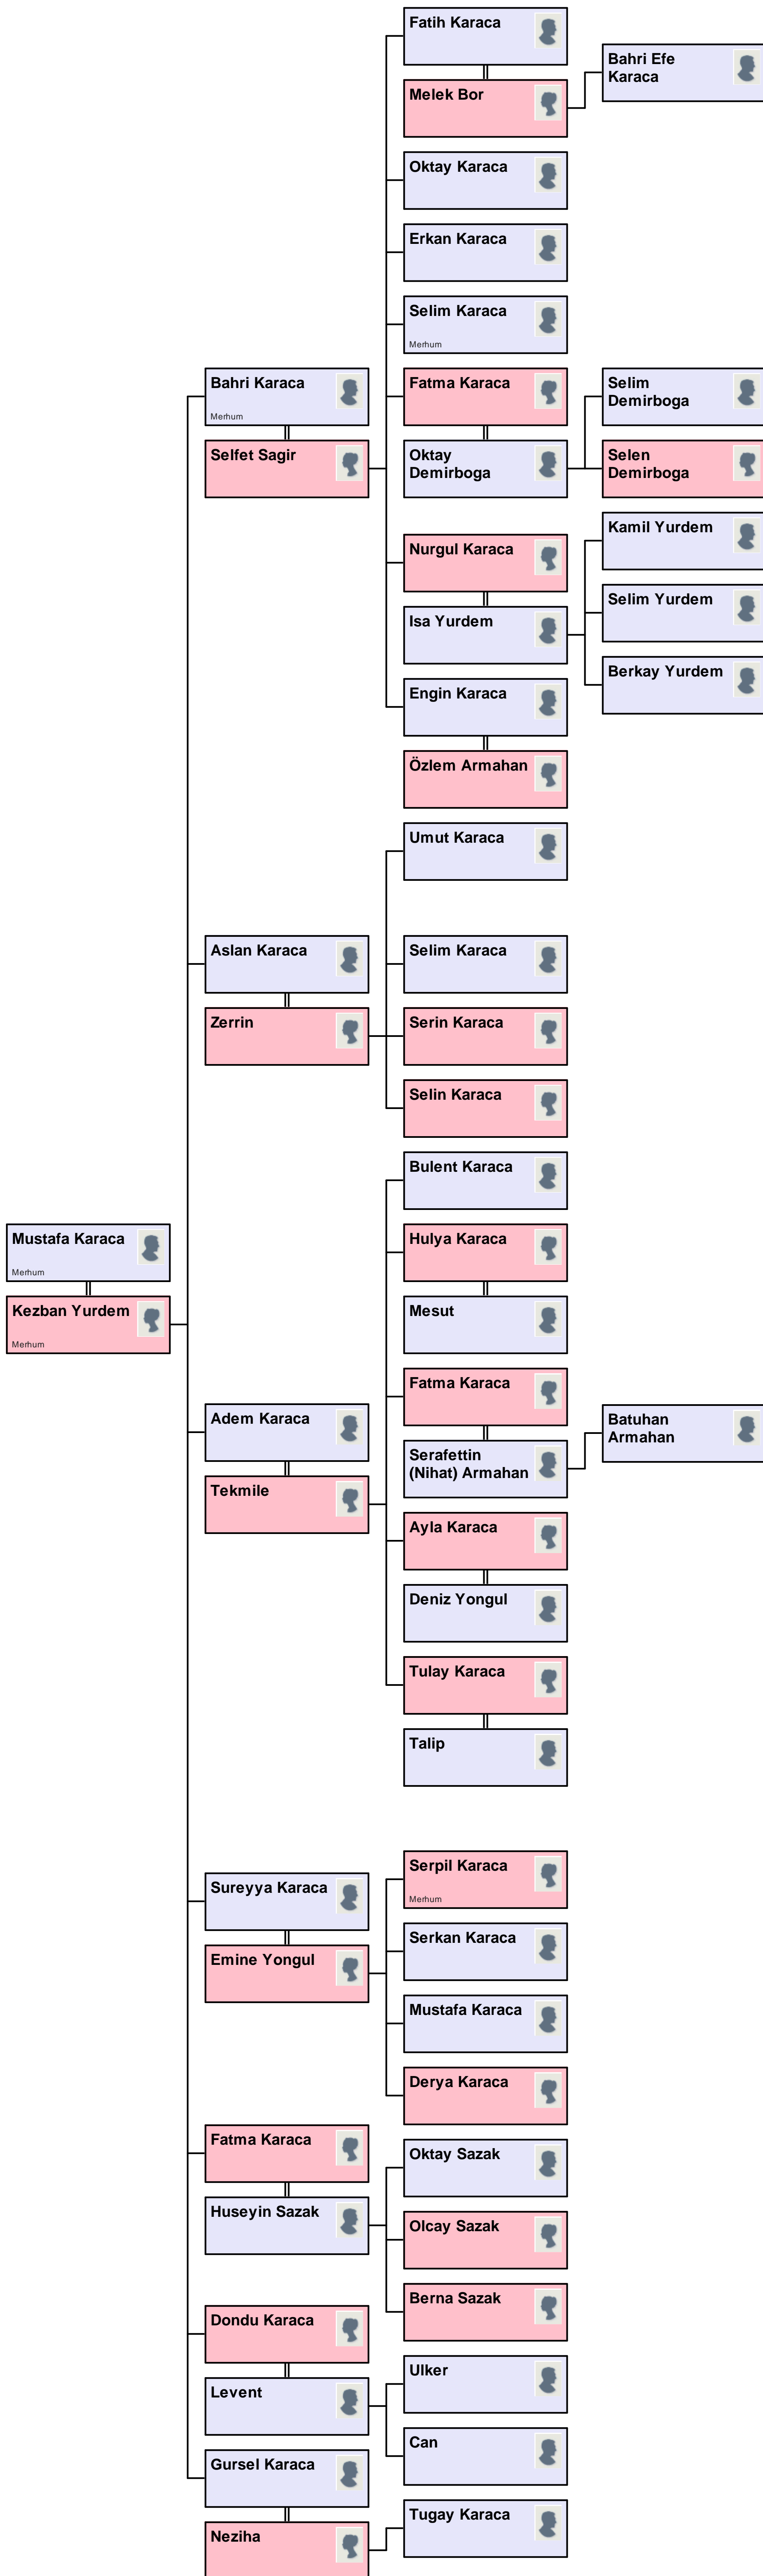 Fatih Karaca
Bahri Efe
Karaca
Melek Bor
Oktay Karaca
Erkan Karaca
Selim Karaca
Merhum
Bahri Karaca
Merhum
Fatma Karaca
Selim
Demirboga
Selfet Sagir
Oktay
Demirboga
Selen
Demirboga
Kamil Yurdem
Nurgul Karaca
Selim Yurdem
Isa Yurdem
Berkay Yurdem
Engin Karaca
Özlem Armahan
Umut Karaca
Aslan Karaca
Selim Karaca
Zerrin
Serin Karaca
Selin Karaca
Bulent Karaca
Mustafa Karaca
Merhum
Hulya Karaca
Kezban Yurdem
Merhum
Mesut
Fatma Karaca
Adem Karaca
Batuhan
Armahan
Serafettin
(Nihat) Armahan
Tekmile
Ayla Karaca
Deniz Yongul
Tulay Karaca
Talip
Serpil Karaca
Merhum
Sureyya Karaca
Serkan Karaca
Emine Yongul
Mustafa Karaca
Derya Karaca
Fatma Karaca
Oktay Sazak
Huseyin Sazak
Olcay Sazak
Berna Sazak
Dondu Karaca
Ulker
Levent
Can
Gursel Karaca
Tugay Karaca
Neziha